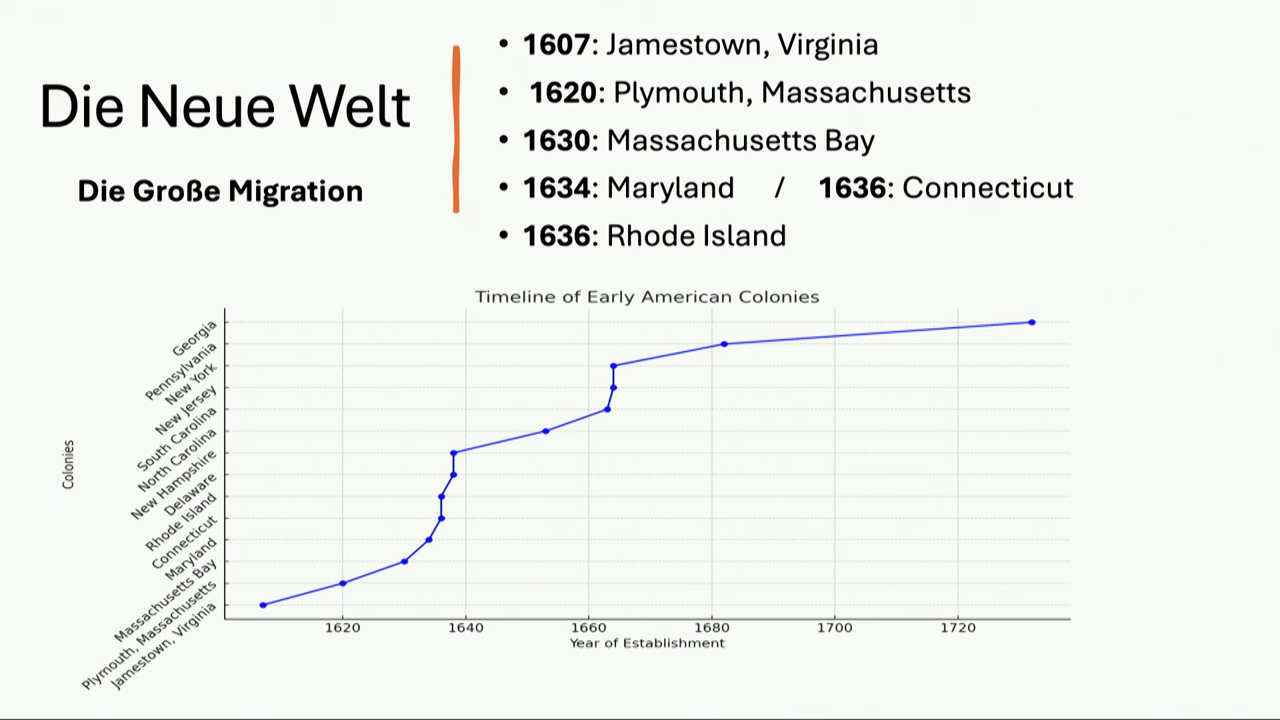 Die Neue Welt
Die Große Migration
• 1607: Jamestown, Virginia
• 1620: Plymouth, Massachusetts
• 1630: Massachusetts Bay
• 1634: Maryland / 1636: Connecticut
• 1636: Rhode Island
Timeline of Early American Colonies
Georgia
Pennsylvania
New York
New Jersey
South Carolina
North Carolina
New Hampshire
Delaware
Rhode Island
Connecticut
Maryland
Massachusetts Bay
Plymouth, Massachusetts
Jamestown, Virginia
Colonies
1620 1640 1660 1680 1700 1720
Year of Establishment